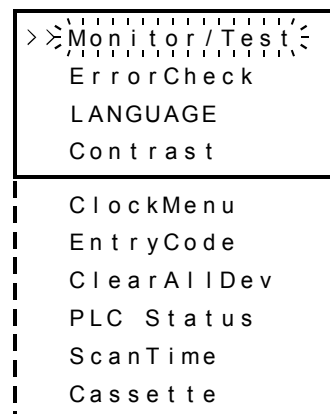 >>Monitor/Test
ErrorCheck
LANGUAGE
Contrast
ClockMenu
EntryCode
ClearAllDev
PLC Status
ScanTime
Cassette